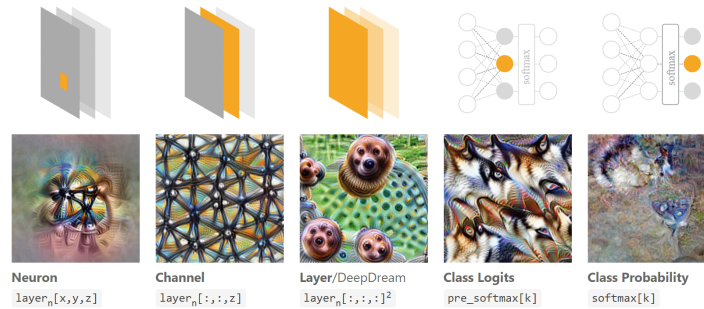 softmax
softmax
Neuron
Channel
Layer/DeepDream
Class Logits
Class Probability
layerₙ[x,y,z]
layerₙ[:,:,z]
layerₙ[:,:,:]²
pre_softmax[k]
softmax[k]